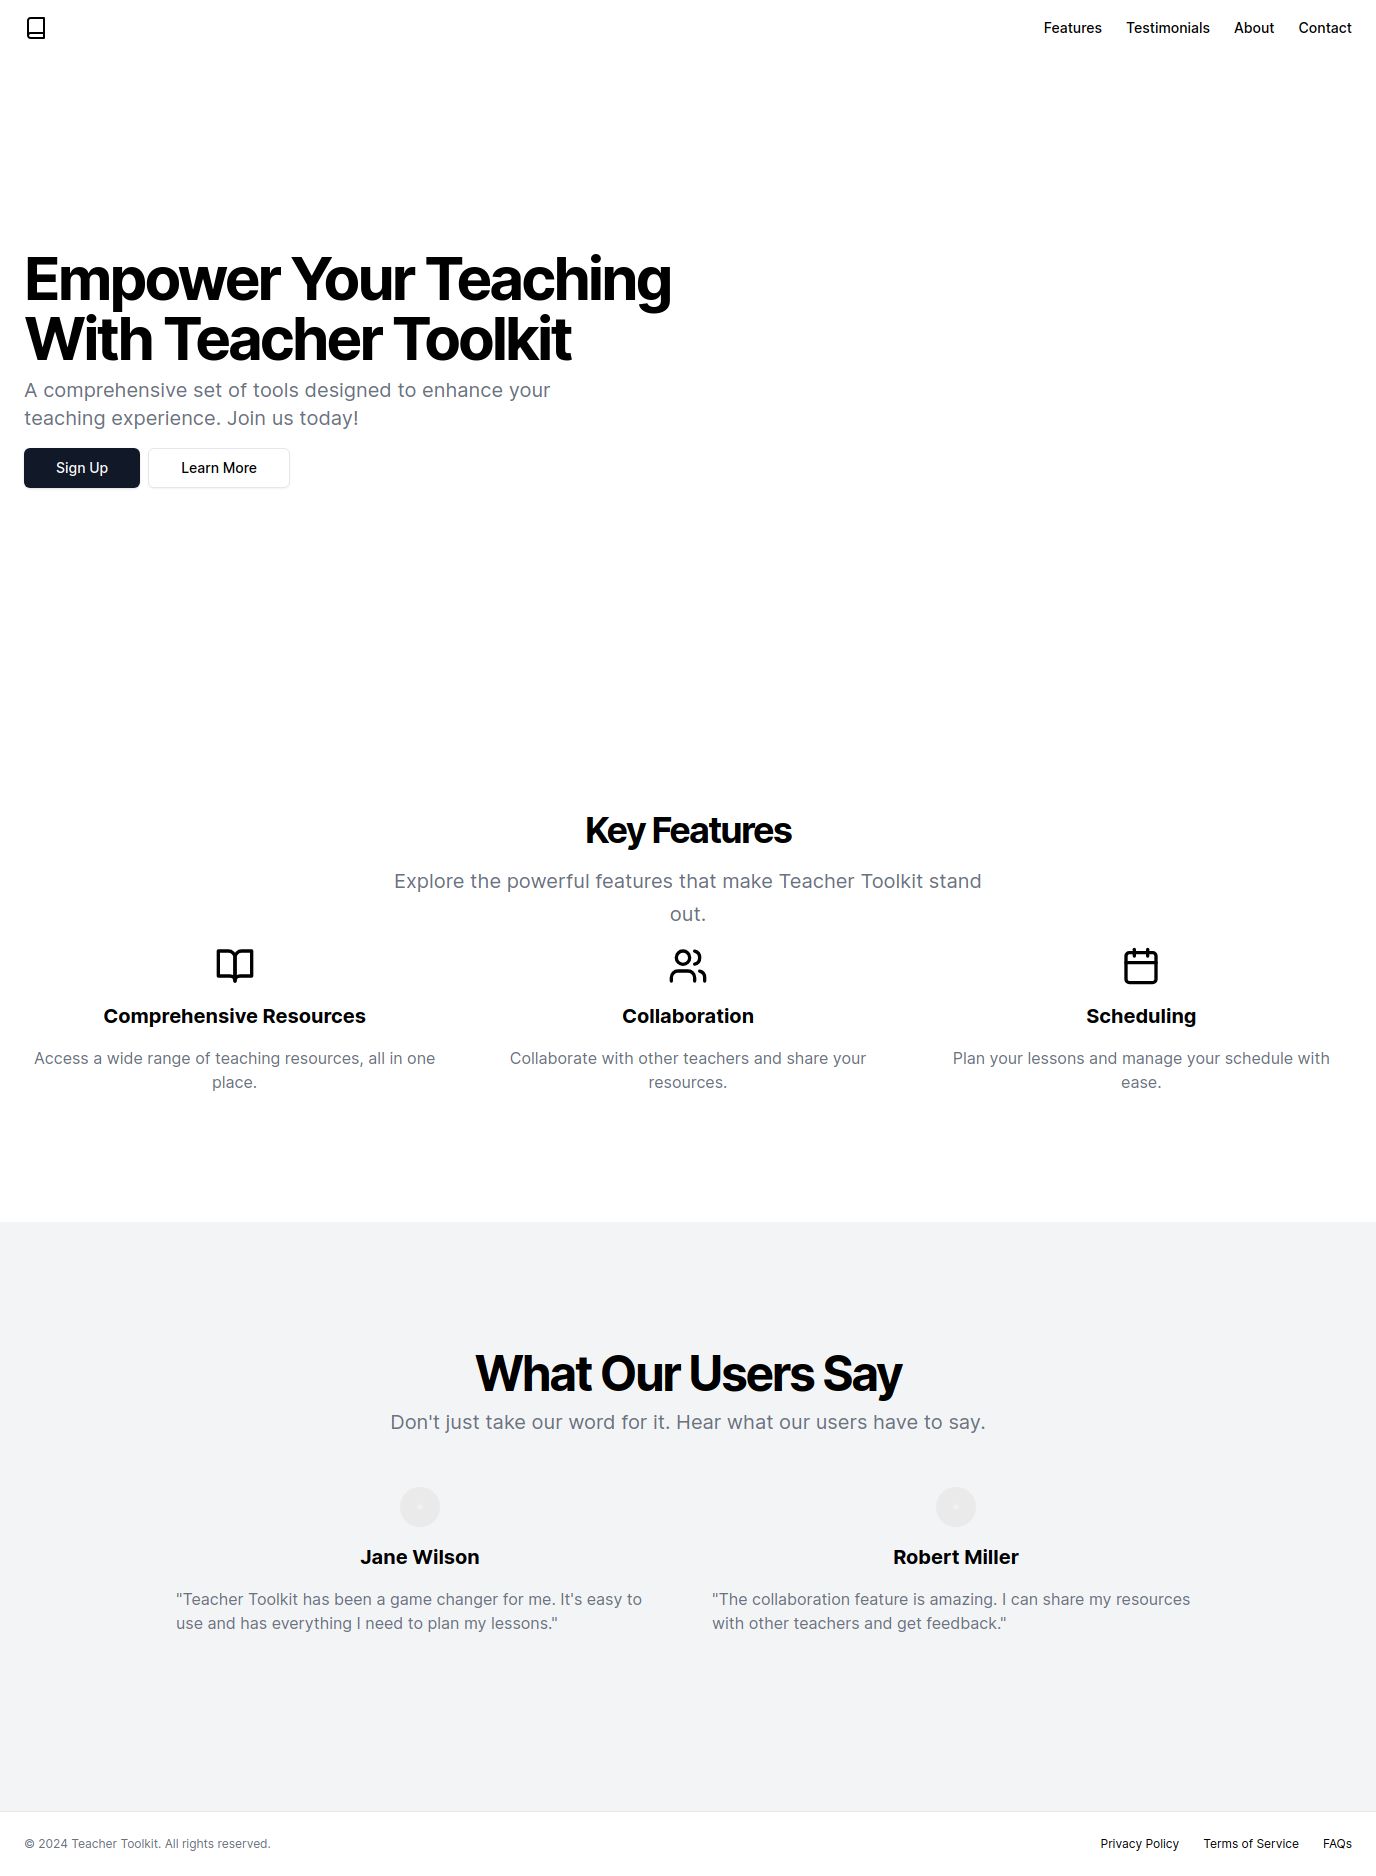 Features Testimonials About Contact
Empower Your Teaching
With Teacher Toolkit
A comprehensive set of tools designed to enhance your
teaching experience. Join us today!
Sign Up Learn More
Key Features
Explore the powerful features that make Teacher Toolkit stand
out.
Comprehensive Resources
Access a wide range of teaching resources, all in one
place.
Collaboration
Collaborate with other teachers and share your
resources.
Scheduling
Plan your lessons and manage your schedule with
ease.
What Our Users Say
Don't just take our word for it. Hear what our users have to say.
Jane Wilson
"Teacher Toolkit has been a game changer for me. It's easy to
use and has everything I need to plan my lessons."
Robert Miller
"The collaboration feature is amazing. I can share my resources
with other teachers and get feedback."
© 2024 Teacher Toolkit. All rights reserved.
Privacy Policy Terms of Service FAQs